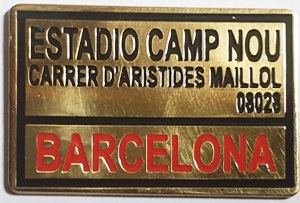 ESTADIO CAMP NOU
CARRER D'ARISTIDES MAILLOL
08028
BARCELONA